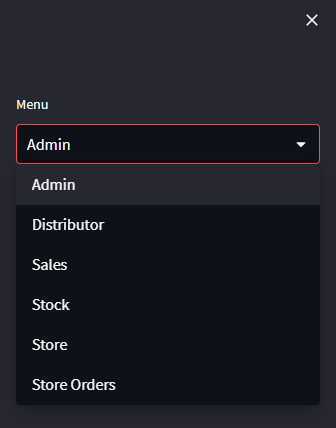 Menu
Admin
Admin
Distributor
Sales
Stock
Store
Store Orders